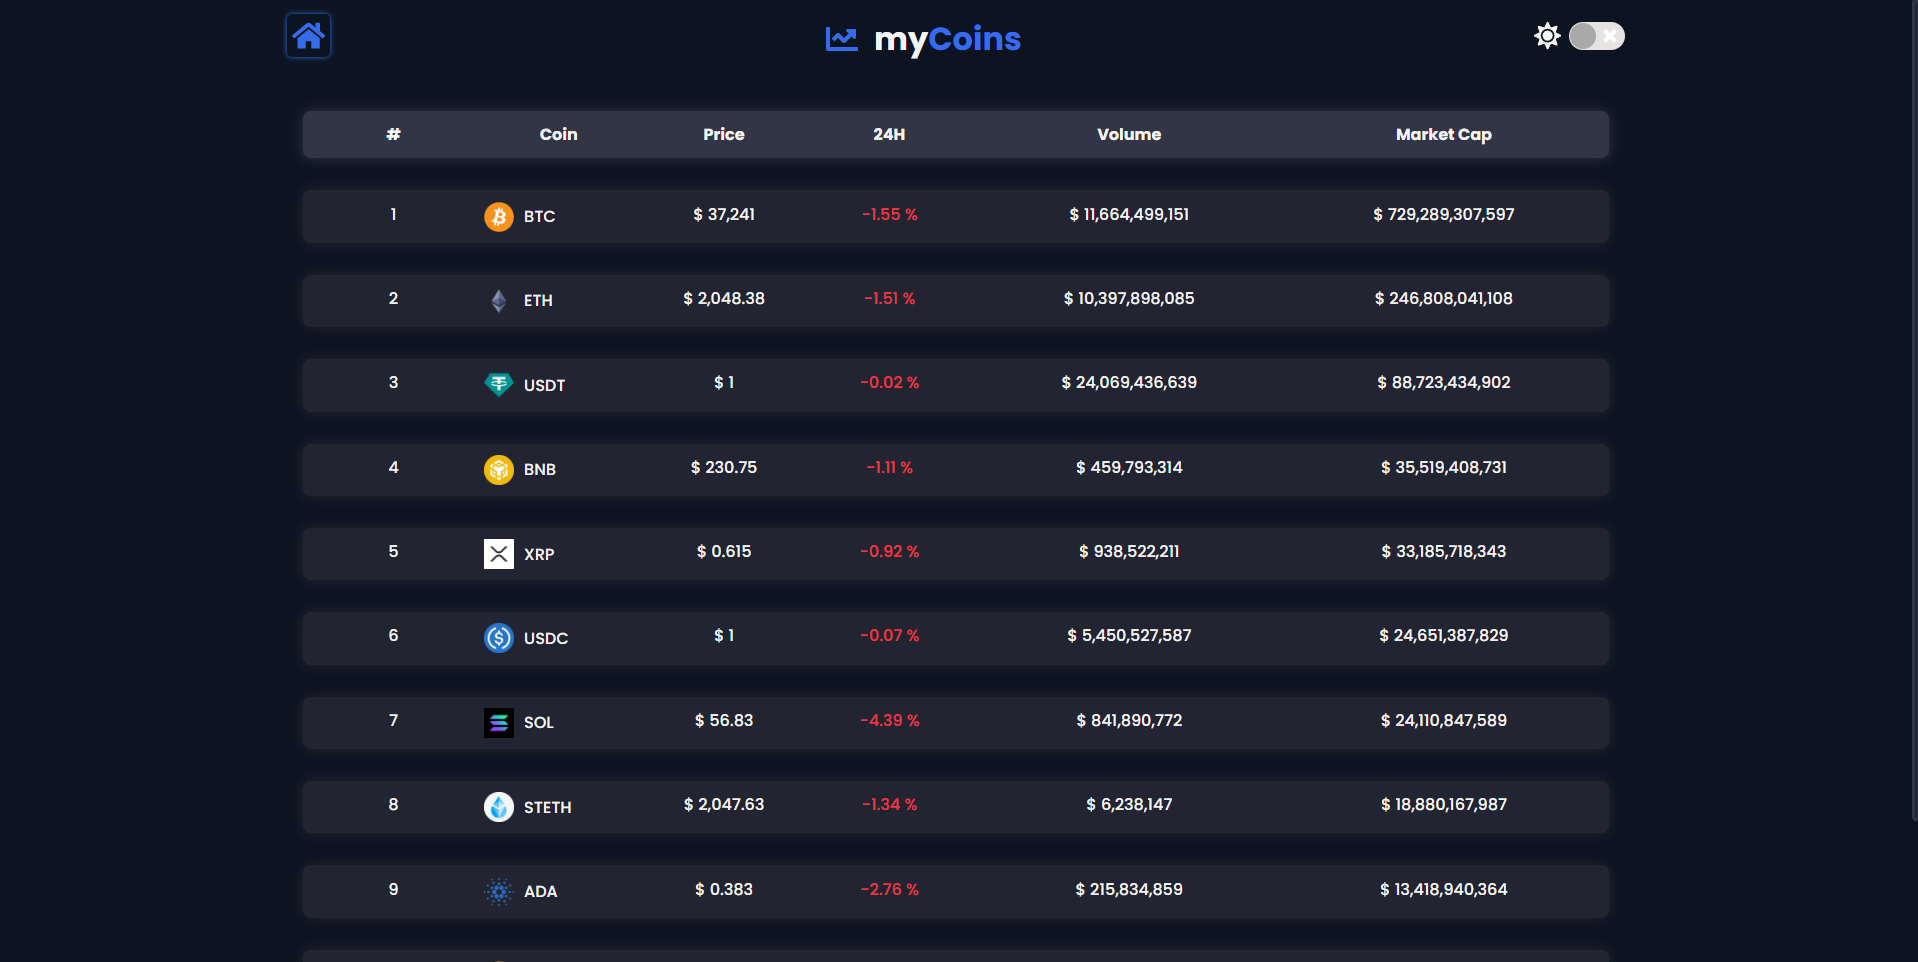 myCoins
# Coin Price 24H Volume Market Cap
1 BTC $ 37,241 -1.55 % $ 11,664,499,151 $ 729,289,307,597
2 ETH $ 2,048.38 -1.51 % $ 10,397,898,085 $ 246,808,041,108
3 USDT $ 1 -0.02 % $ 24,069,436,639 $ 88,723,434,902
4 BNB $ 230.75 -1.11 % $ 459,793,314 $ 35,519,408,731
5 XRP $ 0.615 -0.92 % $ 938,522,211 $ 33,185,718,343
6 USDC $ 1 -0.07 % $ 5,450,527,587 $ 24,651,387,829
7 SOL $ 56.83 -4.39 % $ 841,890,772 $ 24,110,847,589
8 STETH $ 2,047.63 -1.34 % $ 6,238,147 $ 18,880,167,987
9 ADA $ 0.383 -2.76 % $ 215,834,859 $ 13,418,940,364